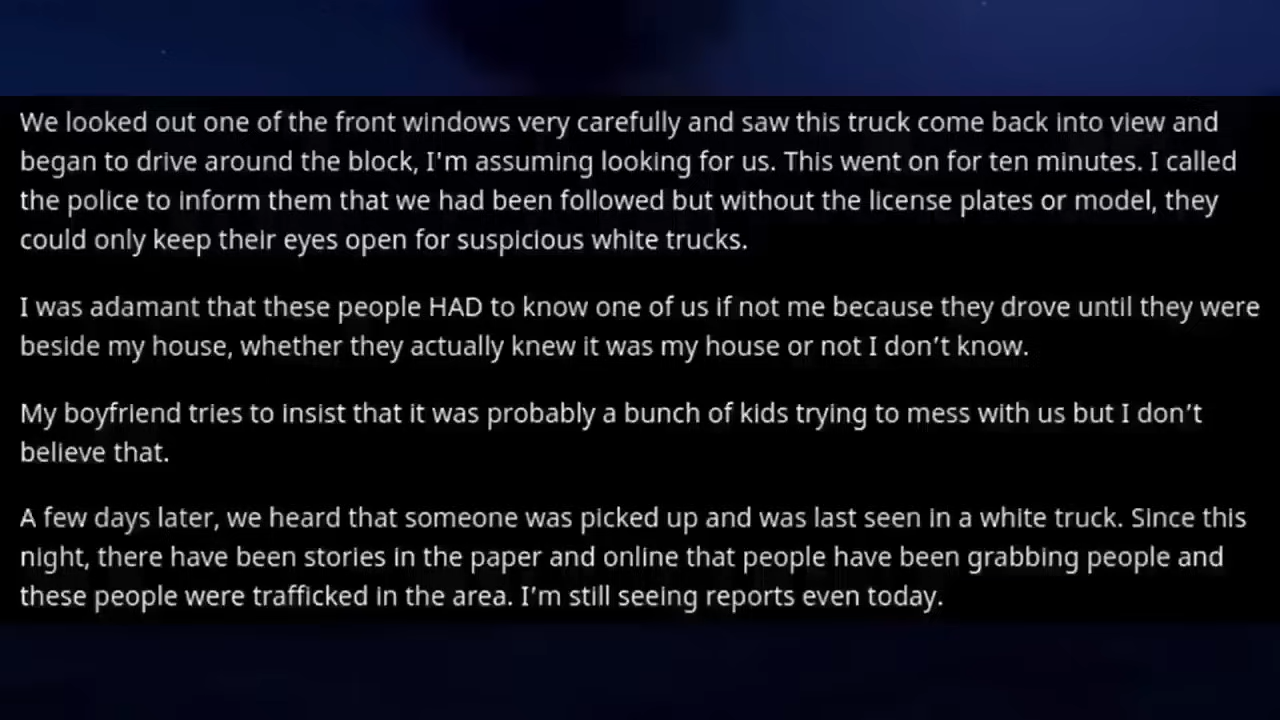 We looked out one of the front windows very carefully and saw this truck come back into view and
began to drive around the block, I'm assuming looking for us. This went on for ten minutes. I called
the police to inform them that we had been followed but without the license plates or model, they
could only keep their eyes open for suspicious white trucks.
I was adamant that these people HAD to know one of us if not me because they drove until they were
beside my house, whether they actually knew it was my house or not I don’t know.
My boyfriend tries to insist that it was probably a bunch of kids trying to mess with us but I don’t
believe that.
A few days later, we heard that someone was picked up and was last seen in a white truck. Since this
night, there have been stories in the paper and online that people have been grabbing people and
these people were trafficked in the area. I’m still seeing reports even today.